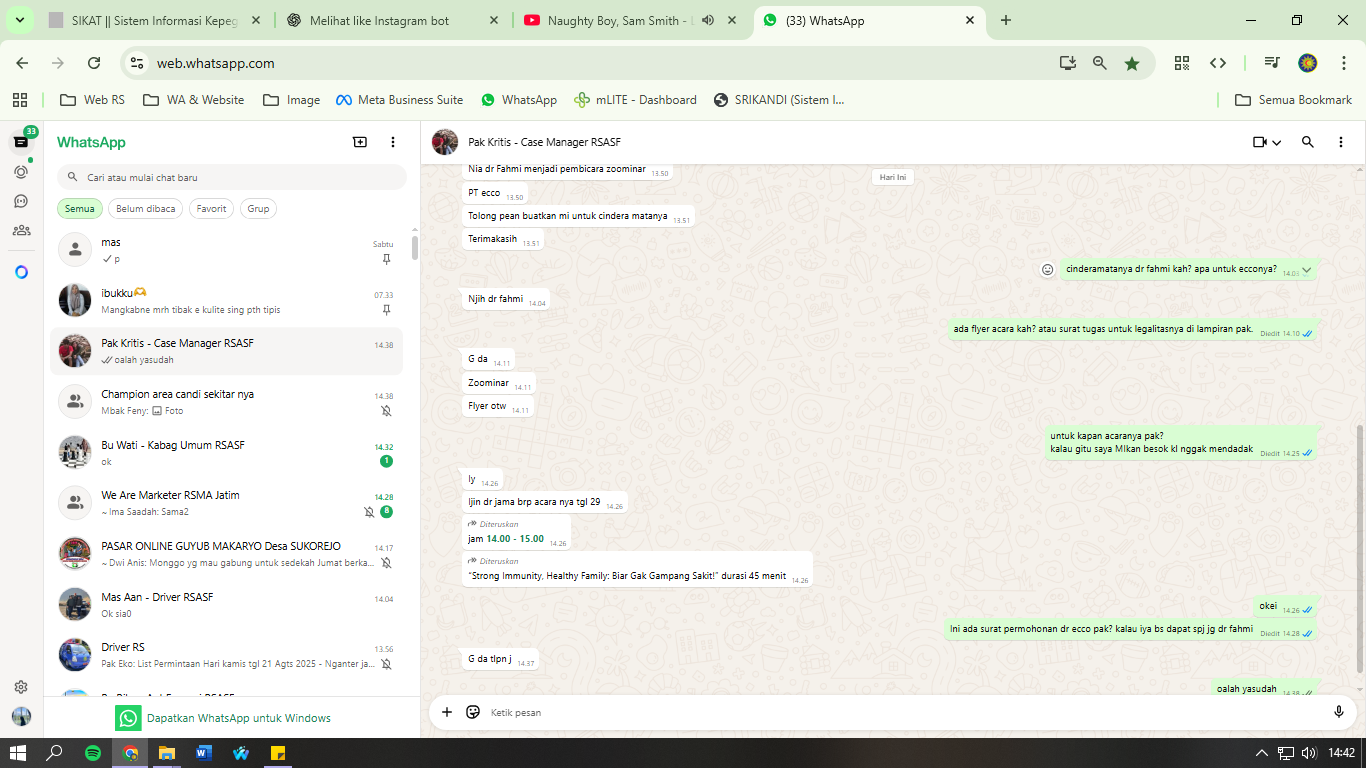 SIKAT || Sistem Informasi Kepeg
Melihat like Instagram bot
Naughty Boy, Sam Smith - L
(33) WhatsApp
web.whatsapp.com
Web RS
WA & Website
Image
Meta Business Suite
WhatsApp
mLITE - Dashboard
SRIKANDI (Sistem I...
Semua Bookmark
33
WhatsApp
Cari atau mulai chat baru
Semua
Belum dibaca
Favorit
Grup
mas
Sabtu
p
ibukku
07.33
Mangkabne mrh tibak e kulite sing pth tipis
Pak Kritis - Case Manager RSASF
14.38
oalah yasudah
Champion area candi sekitar nya
14.38
Mbak Feny: Foto
Bu Wati - Kabag Umum RSASF
14.32
ok
1
We Are Marketer RSMA Jatim
14.28
~ Ima Saadah: Sama2
8
PASAR ONLINE GUYUB MAKARYO Desa SUKOREJO
14.17
~ Dwi Anis: Monggo yg mau gabung untuk sedekah Jumat berka...
Mas Aan - Driver RSASF
14.04
Ok sia0
Driver RS
13.56
Pak Eko: List Permintaan Hari kamis tgl 21 Agts 2025 - Nganter ja...
Dapatkan WhatsApp untuk Windows
Pak Kritis - Case Manager RSASF
Hari Ini
Nia dr Fahmi menjadi pembicara zoominar 13.50
PT ecco 13.50
Tolong pean buatkan mi untuk cindera matanya 13.51
Terimakasih 13.51
cinderamatanya dr fahmi kah? apa untuk ecconya? 14.03
Njih dr fahmi 14.04
ada flyer acara kah? atau surat tugas untuk legalitasnya di lampiran pak. Diedit 14.10
G da 14.11
Zoominar 14.11
Flyer otw 14.11
untuk kapan acaranya pak?
kalau gitu saya MIkan besok kl nggak mendadak Diedit 14.25
Iy 14.26
Ijin dr jama brp acara nya tgl 29 14.26
Diteruskan
jam 14.00 - 15.00 14.26
Diteruskan
"Strong Immunity, Healthy Family: Biar Gak Gampang Sakit!" durasi 45 menit 14.26
okei 14.26
Ini ada surat permohonan dr ecco pak? kalau iya bs dapat spj jg dr fahmi Diedit 14.28
G da tlpn j 14.37
oalah yasudah 14.38
Ketik pesan
14:42